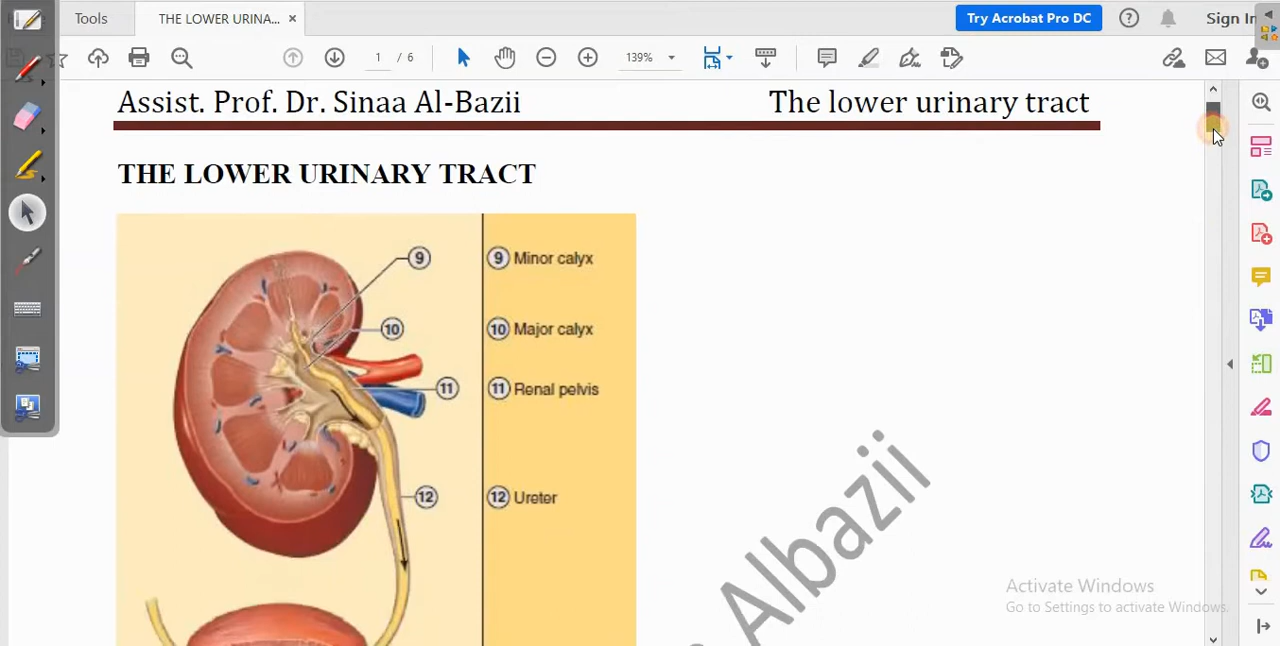 Tools
THE LOWER URINA... ×
Try Acrobat Pro DC
?
Sign In
1 / 6
139%
Assist. Prof. Dr. Sinaa Al-Bazii
The lower urinary tract
THE LOWER URINARY TRACT
9
9 Minor calyx
10
10 Major calyx
11
11 Renal pelvis
12
12 Ureter
Albazii
Activate Windows
Go to Settings to activate Windows.